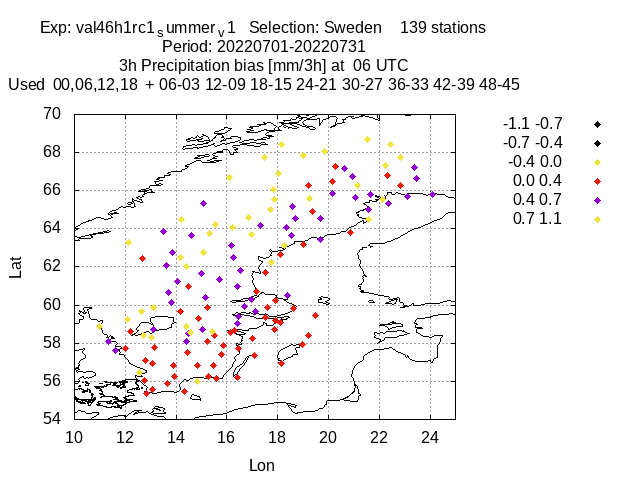 Exp: val46h1rc1summerv1 Selection: Sweden 139 stations
Period: 20220701-20220731
3h Precipitation bias [mm/3h] at 06 UTC
Used 00,06,12,18 + 06-03 12-09 18-15 24-21 30-27 36-33 42-39 48-45
70
68
66
64
62
60
58
56
54
Lat
10 12 14 16 18 20 22 24
Lon
-1.1 -0.7
-0.7 -0.4
-0.4 0.0
0.0 0.4
0.4 0.7
0.7 1.1